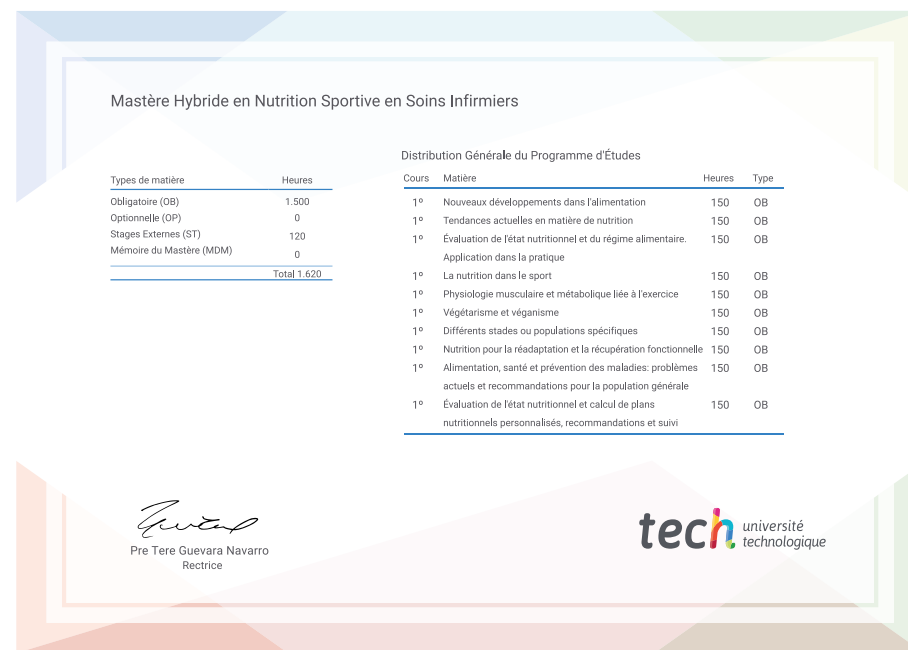 Mastère Hybride en Nutrition Sportive en Soins Infirmiers
Types de matière Heures
Obligatoire (OB) 1.500
Optionnelle (OP) 0
Stages Externes (ST) 120
Mémoire du Mastère (MDM) 0
Total 1.620
Distribution Générale du Programme d'Études
Cours Matière Heures Type
1º Nouveaux développements dans l'alimentation 150 OB
1º Tendances actuelles en matière de nutrition 150 OB
1º Évaluation de l'état nutritionnel et du régime alimentaire. 150 OB
Application dans la pratique
1º La nutrition dans le sport 150 OB
1º Physiologie musculaire et métabolique liée à l'exercice 150 OB
1º Végétarisme et véganisme 150 OB
1º Différents stades ou populations spécifiques 150 OB
1º Nutrition pour la réadaptation et la récupération fonctionnelle 150 OB
1º Alimentation, santé et prévention des maladies: problèmes 150 OB
actuels et recommandations pour la population générale
1º Évaluation de l'état nutritionnel et calcul de plans 150 OB
nutritionnels personnalisés, recommandations et suivi
Pre Tere Guevara Navarro
Rectrice
tech université
technologique